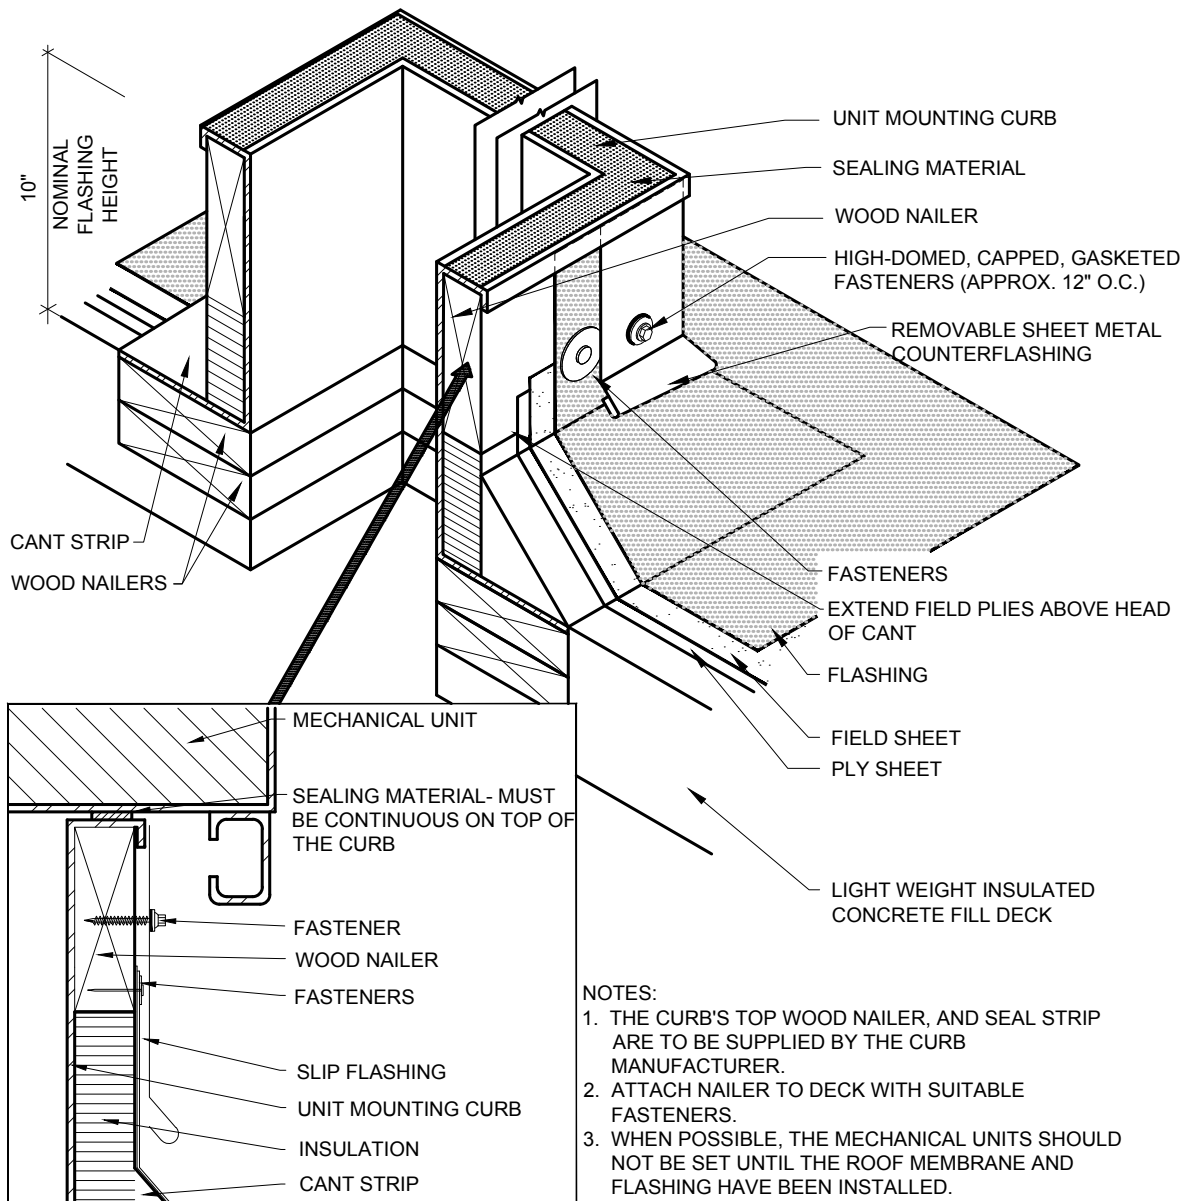 10"
NOMINAL
FLASHING
HEIGHT
UNIT MOUNTING CURB
SEALING MATERIAL
WOOD NAILER
HIGH-DOMED, CAPPED, GASKETED
FASTENERS (APPROX. 12" O.C.)
REMOVABLE SHEET METAL
COUNTERFLASHING
CANT STRIP
WOOD NAILERS
FASTENERS
EXTEND FIELD PLIES ABOVE HEAD
OF CANT
FLASHING
FIELD SHEET
PLY SHEET
LIGHT WEIGHT INSULATED
CONCRETE FILL DECK
MECHANICAL UNIT
SEALING MATERIAL- MUST
BE CONTINUOUS ON TOP OF
THE CURB
FASTENER
WOOD NAILER
FASTENERS
SLIP FLASHING
UNIT MOUNTING CURB
INSULATION
CANT STRIP
NOTES:
1. THE CURB'S TOP WOOD NAILER, AND SEAL STRIP
ARE TO BE SUPPLIED BY THE CURB
MANUFACTURER.
2. ATTACH NAILER TO DECK WITH SUITABLE
FASTENERS.
3. WHEN POSSIBLE, THE MECHANICAL UNITS SHOULD
NOT BE SET UNTIL THE ROOF MEMBRANE AND
FLASHING HAVE BEEN INSTALLED.